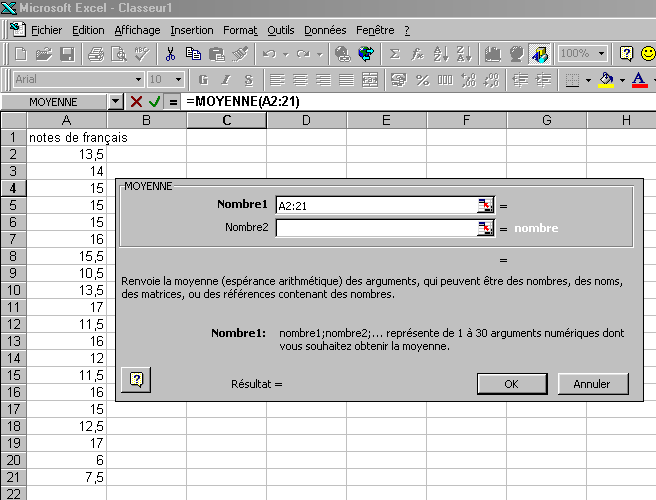 Microsoft Excel - Classeur1
Fichier Edition Affichage Insertion Format Outils Données Fenêtre ?
100%
Arial 10 G I S % 000
MOYENNE = =MOYENNE(A2:21)
A B C D E F G H
1 notes de français
2 13,5
3 14
4 15
5 15
6 15
7 16
8 15,5
9 10,5
10 13,5
11 17
12 11,5
13 16
14 12
15 11,5
16 16
17 15
18 12,5
19 17
20 6
21 7,5
22
MOYENNE
Nombre1 A2:21 =
Nombre2 = nombre
=
Renvoie la moyenne (espérance arithmétique) des arguments, qui peuvent être des nombres, des noms,
des matrices, ou des références contenant des nombres.
Nombre1: nombre1;nombre2;... représente de 1 à 30 arguments numériques dont
vous souhaitez obtenir la moyenne.
Résultat =
OK Annuler